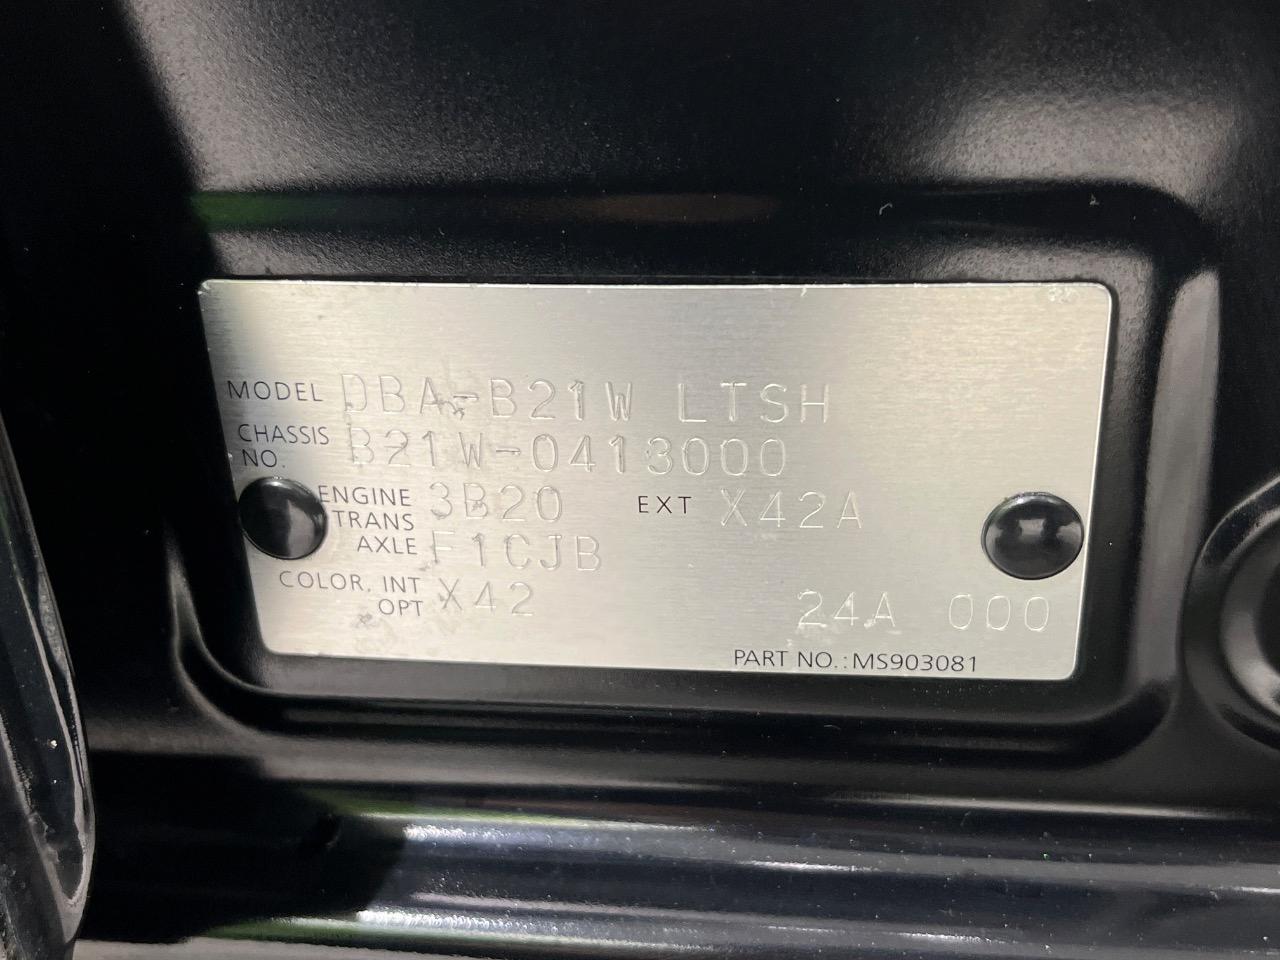 MODEL DBA-B21W LTSH
CHASSIS NO. B21W-0413000
ENGINE 3B20 EXT X42A
TRANS AXLE F1CJB
COLOR, INT OPT X42 24A 000
PART NO.:MS903081